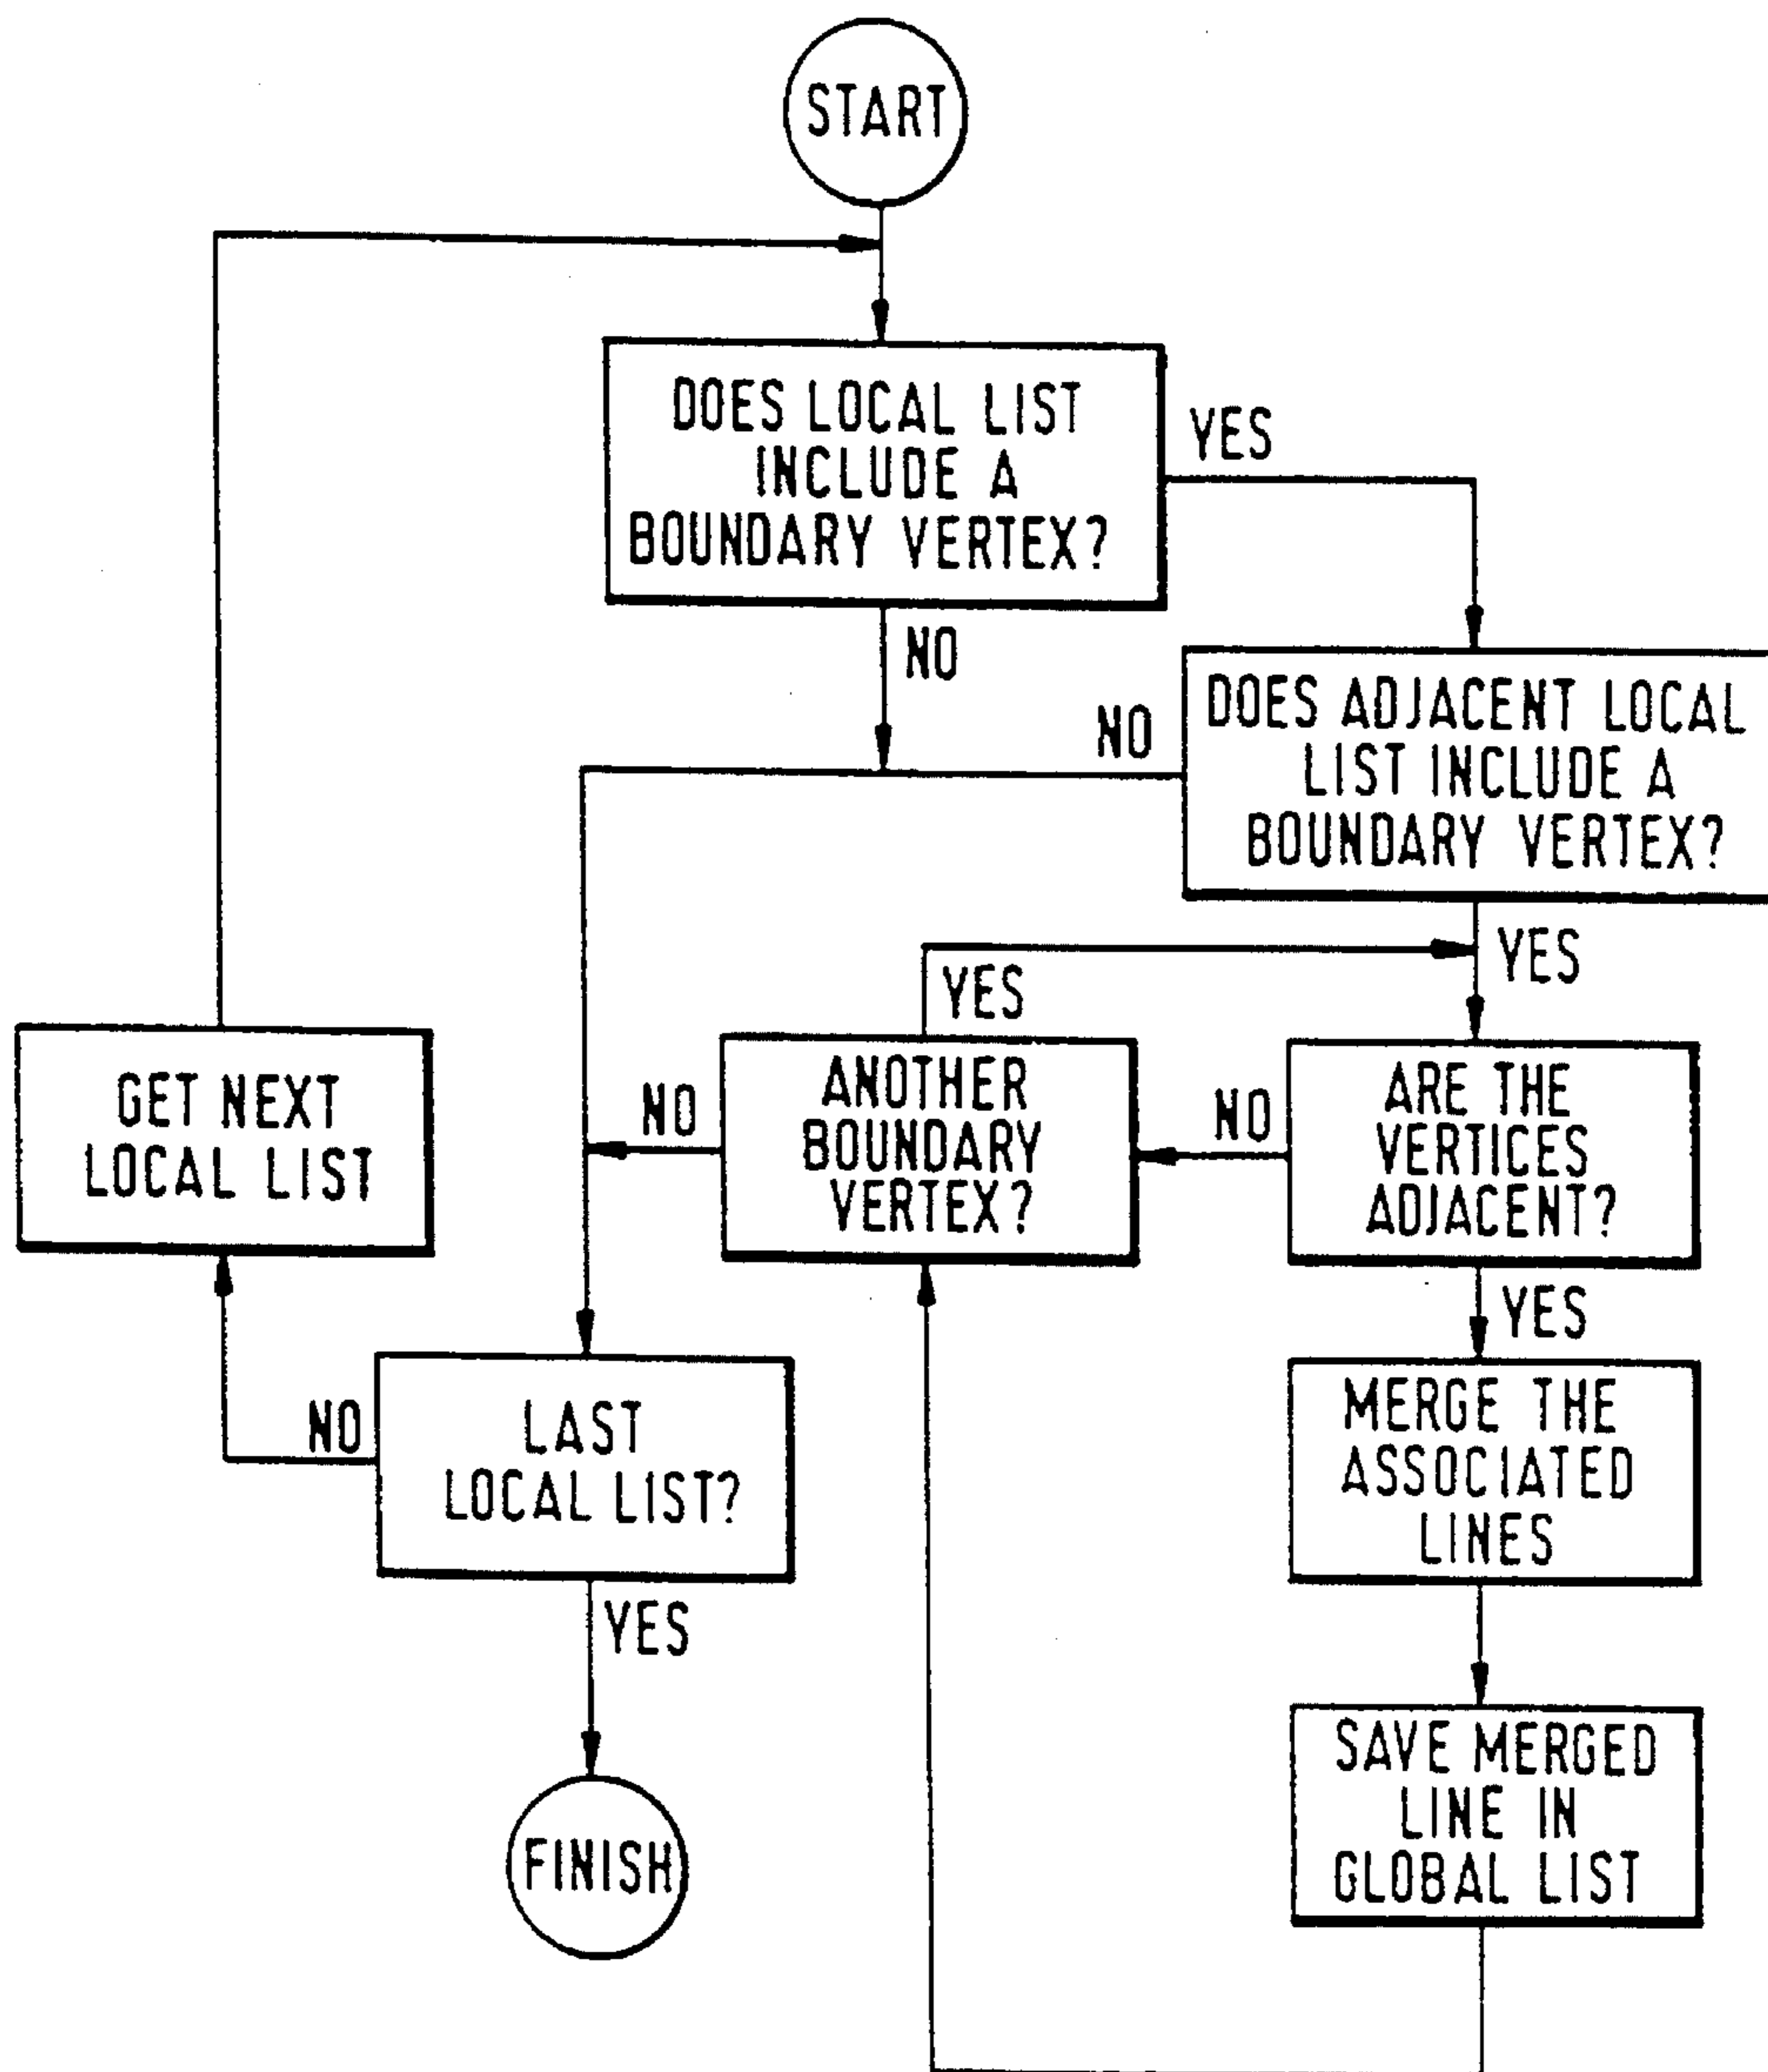 START
DOES LOCAL LIST
INCLUDE A
BOUNDARY VERTEX?
YES
NO
DOES ADJACENT LOCAL
LIST INCLUDE A
BOUNDARY VERTEX?
NO
YES
YES
GET NEXT
LOCAL LIST
NO
ANOTHER
BOUNDARY
VERTEX?
NO
ARE THE
VERTICES
ADJACENT?
YES
MERGE THE
ASSOCIATED
LINES
NO
LAST
LOCAL LIST?
YES
SAVE MERGED
LINE IN
GLOBAL LIST
FINISH